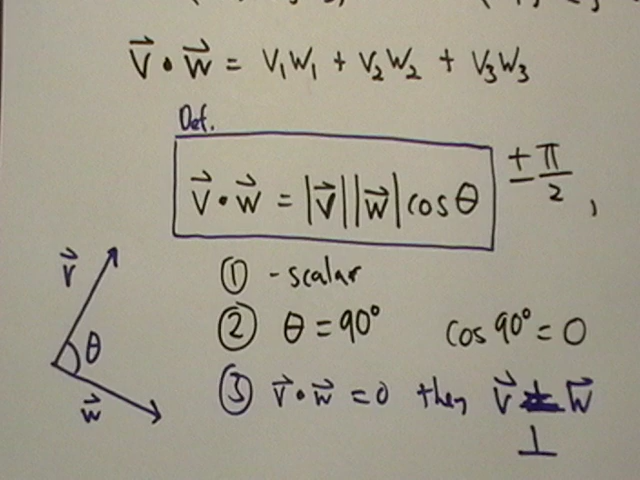 v⃗ • w⃗ = v₁w₁ + v₂w₂ + v₃w₃
Def.
v⃗ • w⃗ = |v⃗||w⃗| cos θ
± π/2 ,
① - scalar
② θ = 90° cos 90° = 0
③ v⃗ • w⃗ = 0 then v⃗ w⃗
⊥
v⃗
θ
w⃗